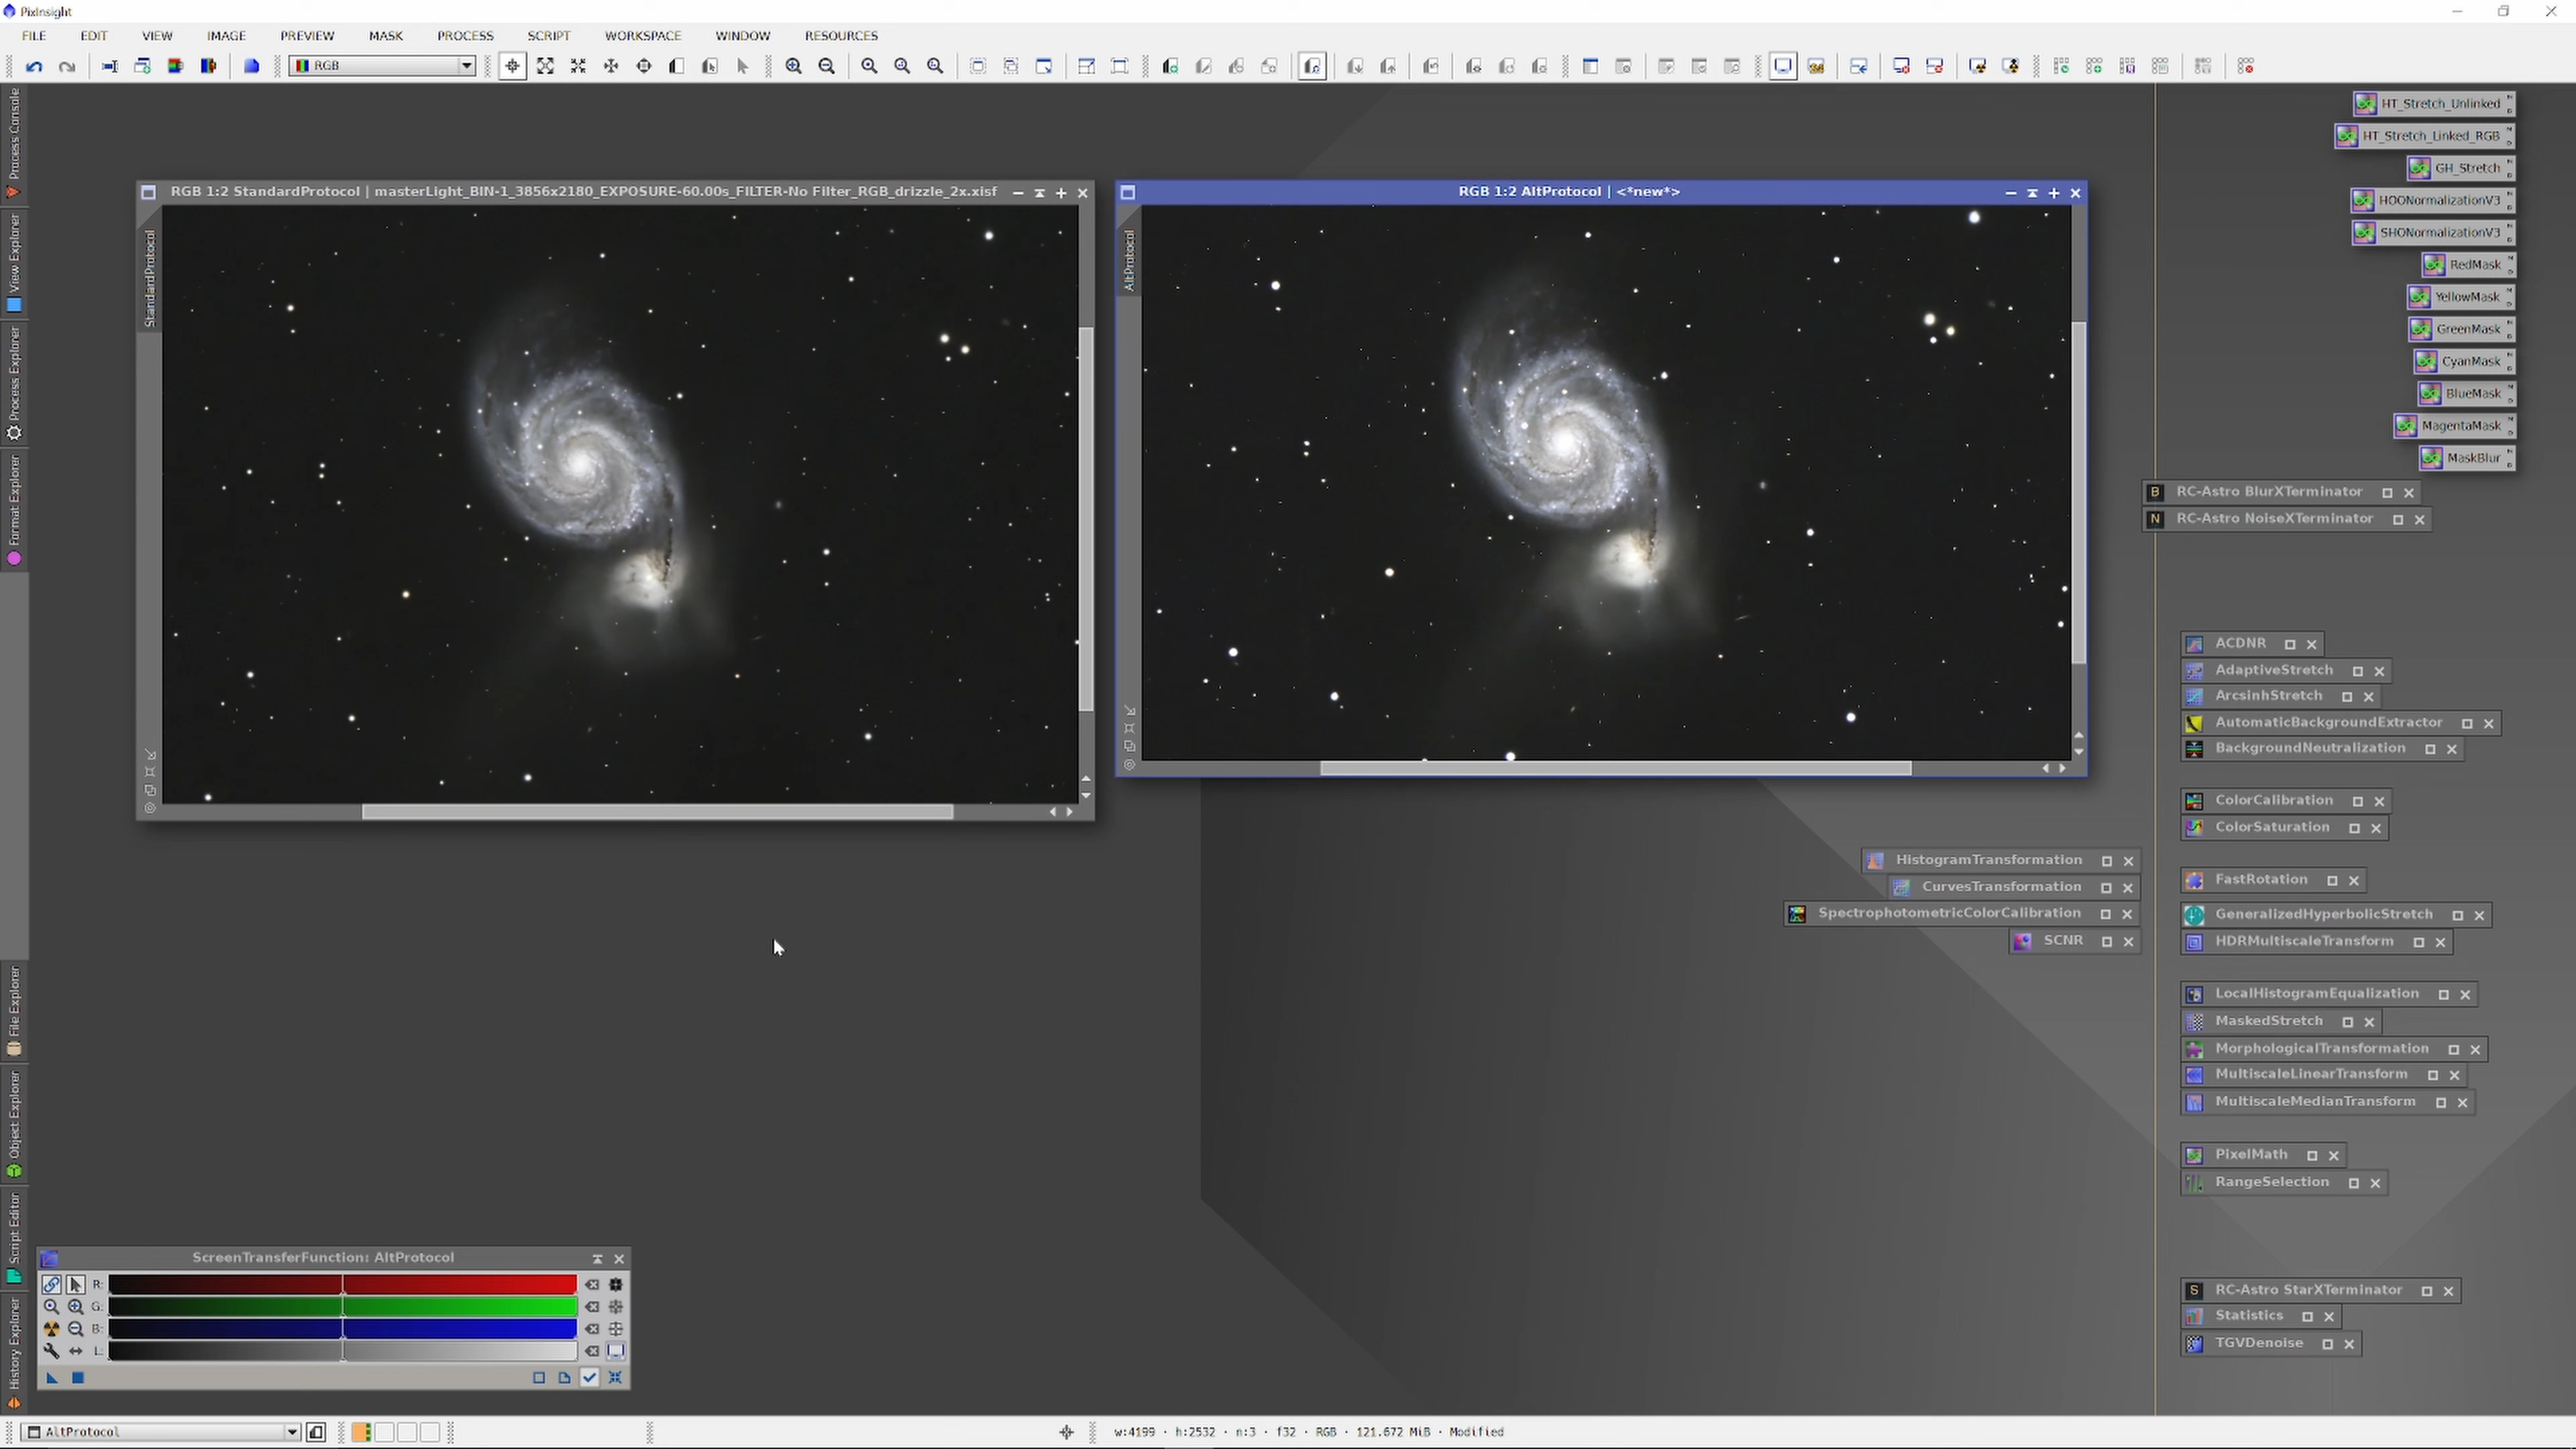 PixInsight
FILE EDIT VIEW IMAGE PREVIEW MASK PROCESS SCRIPT WORKSPACE WINDOW RESOURCES
RGB
Process Console
View Explorer
Process Explorer
Format Explorer
File Explorer
Object Explorer
Script Editor
History Explorer
RGB 1:2 StandardProtocol | masterLight_BIN-1_3856x2180_EXPOSURE-60.00s_FILTER-No Filter_RGB_drizzle_2x.xisf
StandardProtocol
RGB 1:2 AltProtocol | <*new*>
AltProtocol
HT_Stretch_Unlinked
HT_Stretch_Linked_RGB
GH_Stretch
HOONormalizationV3
SHONormalizationV3
RedMask
YellowMask
GreenMask
CyanMask
BlueMask
MagentaMask
MaskBlur
B RC-Astro BlurXTerminator
N RC-Astro NoiseXTerminator
ACDNR
AdaptiveStretch
ArcsinhStretch
AutomaticBackgroundExtractor
BackgroundNeutralization
ColorCalibration
ColorSaturation
HistogramTransformation
CurvesTransformation
SpectrophotometricColorCalibration
SCNR
FastRotation
GeneralizedHyperbolicStretch
HDRMultiscaleTransform
LocalHistogramEqualization
MaskedStretch
MorphologicalTransformation
MultiscaleLinearTransform
MultiscaleMedianTransform
PixelMath
RangeSelection
S RC-Astro StarXTerminator
Statistics
TGVDenoise
ScreenTransferFunction: AltProtocol
R:
G:
B:
L:
AltProtocol
w:4199 · h:2532 · n:3 · f32 · RGB · 121.672 MiB · Modified